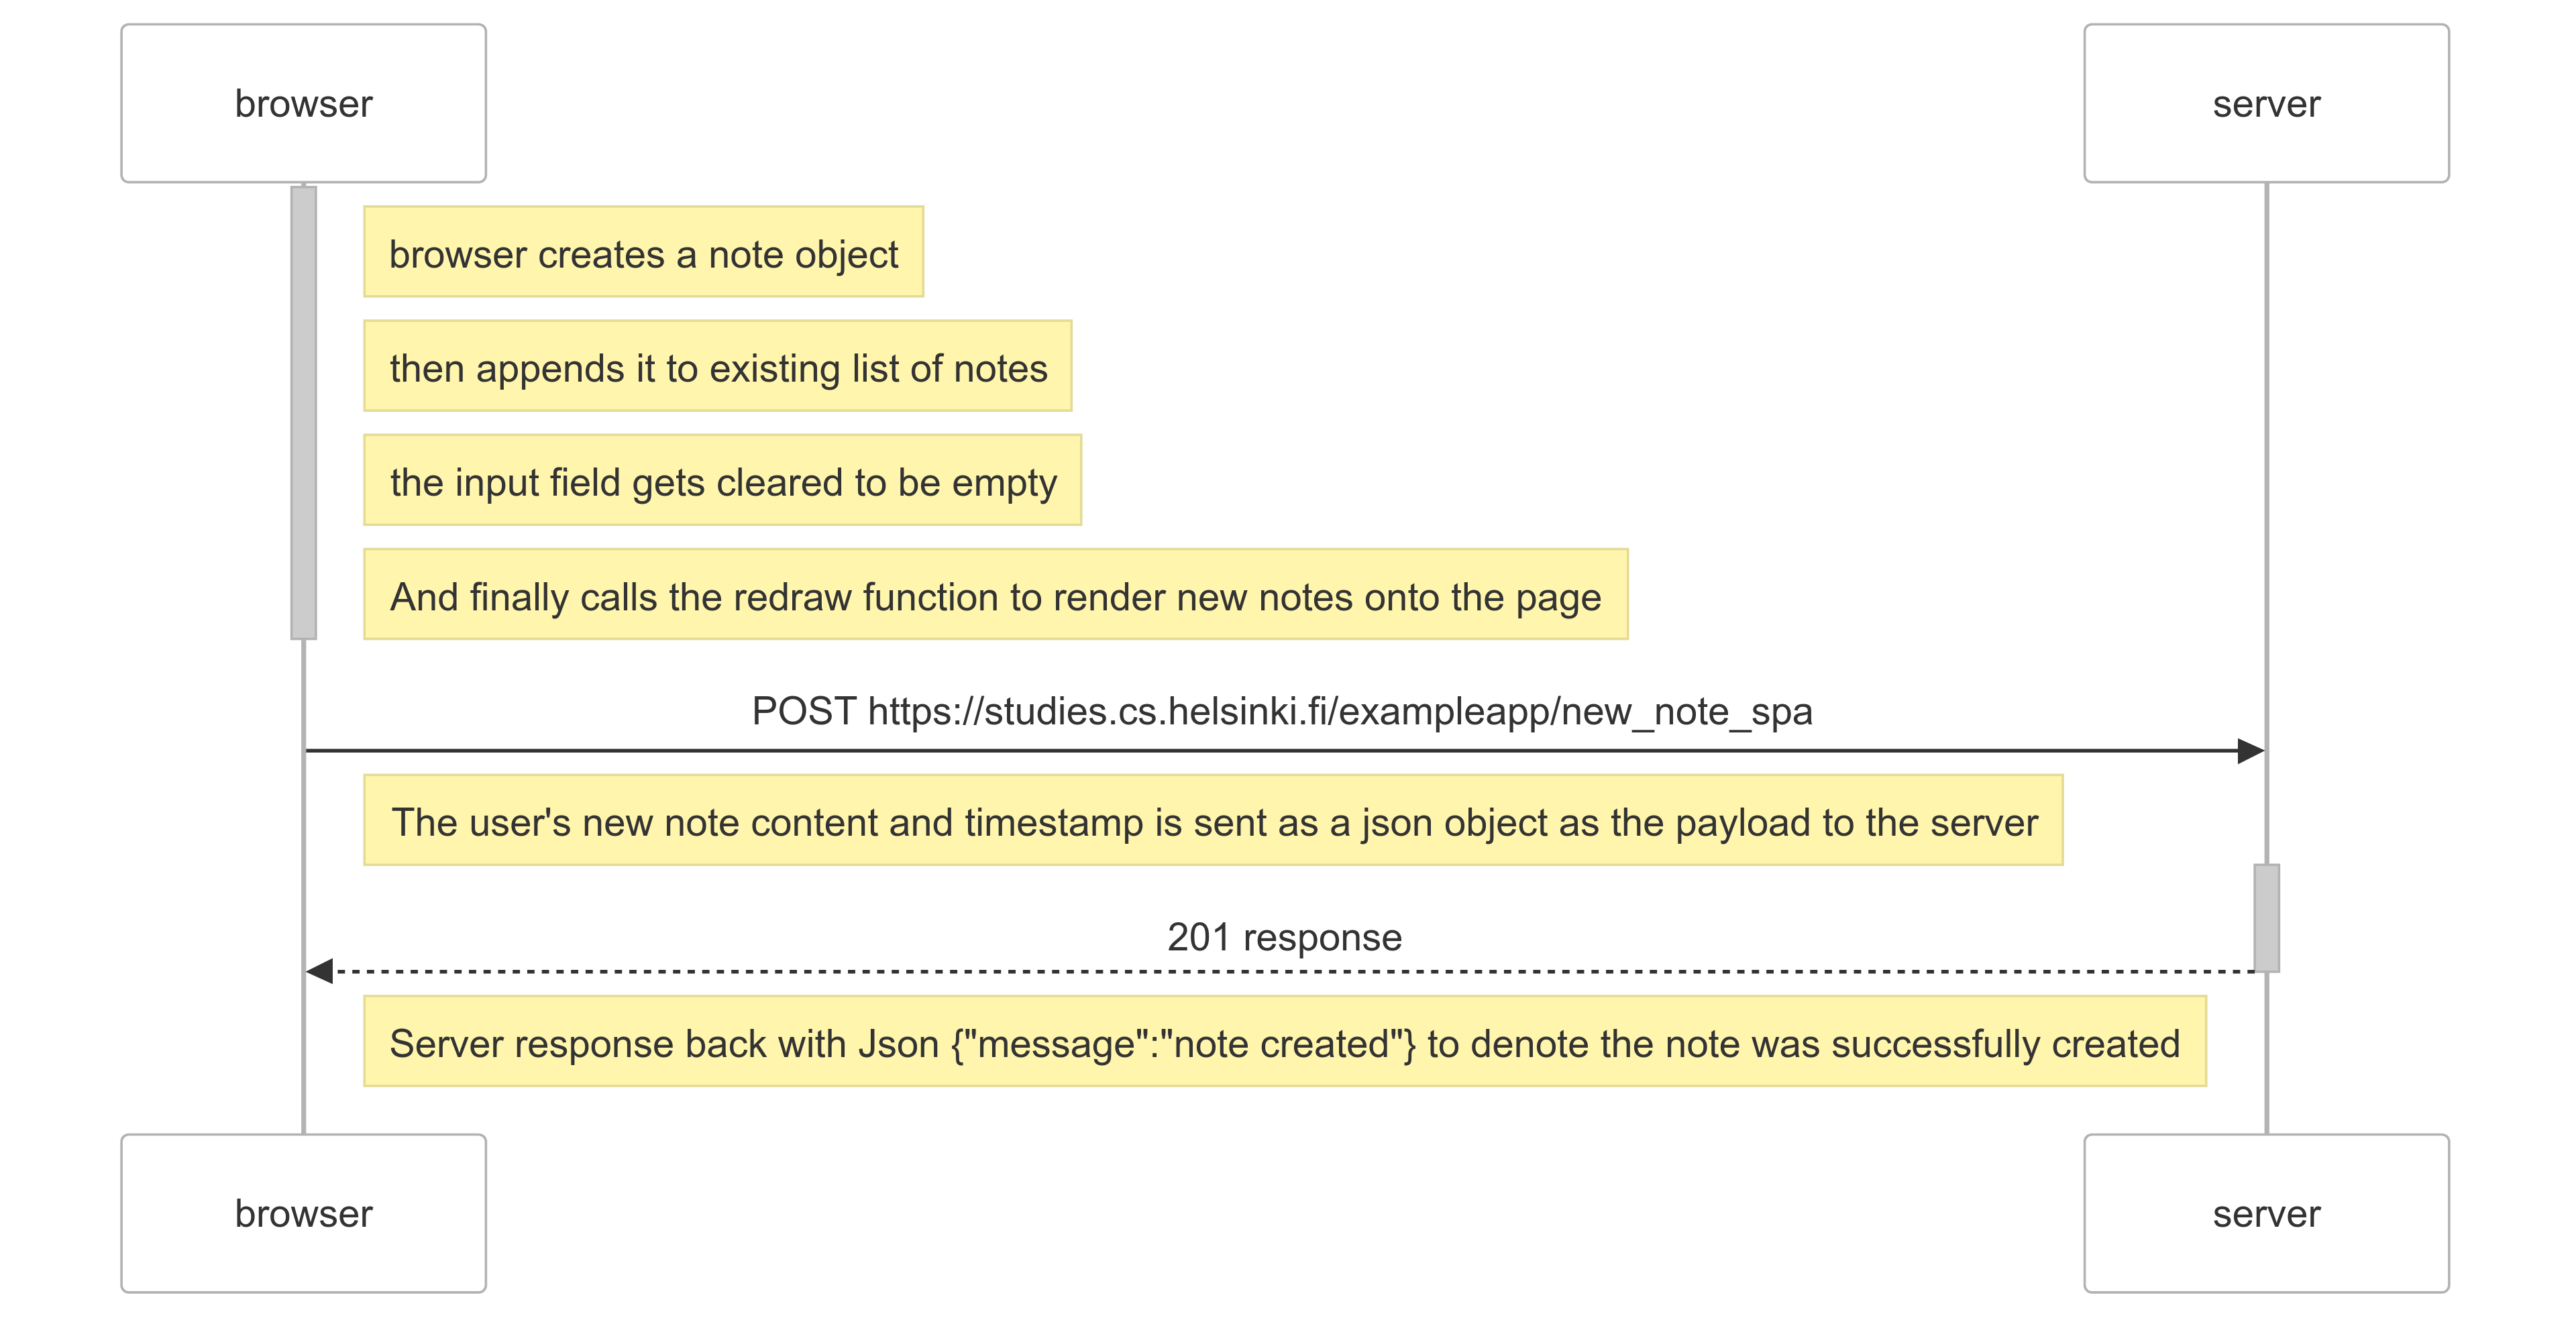 browser
server
browser creates a note object
then appends it to existing list of notes
the input field gets cleared to be empty
And finally calls the redraw function to render new notes onto the page
POST https://studies.cs.helsinki.fi/exampleapp/new_note_spa
The user's new note content and timestamp is sent as a json object as the payload to the server
201 response
Server response back with Json {"message":"note created"} to denote the note was successfully created
browser
server